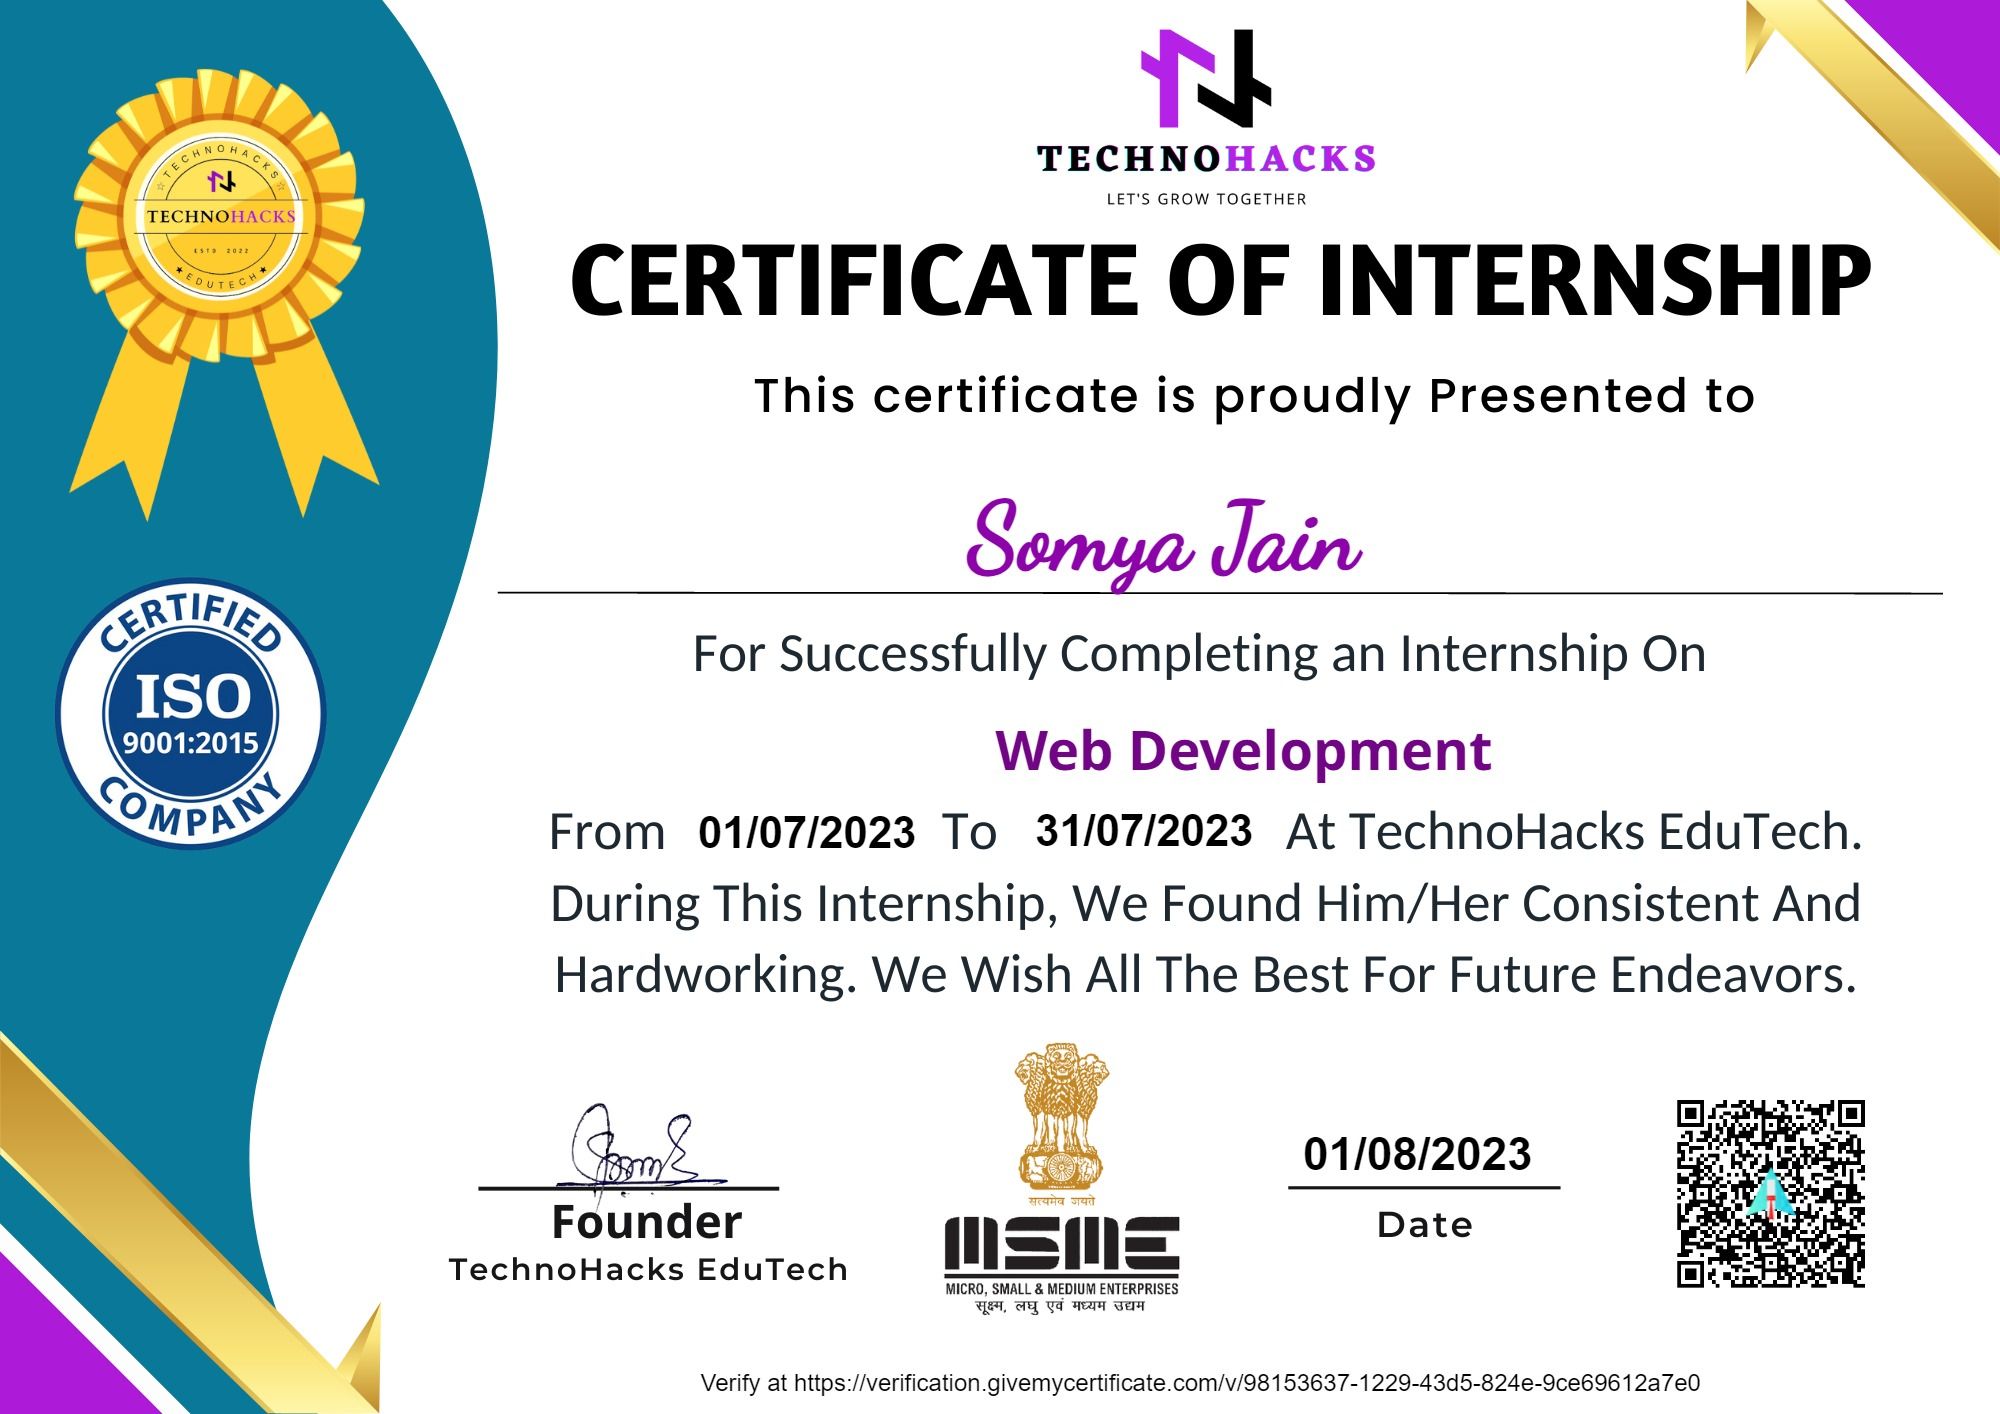 TECHNOHACKS
LET'S GROW TOGETHER
CERTIFICATE OF INTERNSHIP
This certificate is proudly Presented to
Somya Jain
For Successfully Completing an Internship On
Web Development
From 01/07/2023 To 31/07/2023 At TechnoHacks EduTech.
During This Internship, We Found Him/Her Consistent And
Hardworking. We Wish All The Best For Future Endeavors.
TECHNOHACKS
TECHNOHACKS
ESTD 2022
EDUTECH
CERTIFIED
ISO
9001:2015
COMPANY
Founder
TechnoHacks EduTech
सत्यमेव जयते
MSME
MICRO, SMALL & MEDIUM ENTERPRISES
सूक्ष्म, लघु एवं मध्यम उद्यम
01/08/2023
Date
Verify at https://verification.givemycertificate.com/v/98153637-1229-43d5-824e-9ce69612a7e0